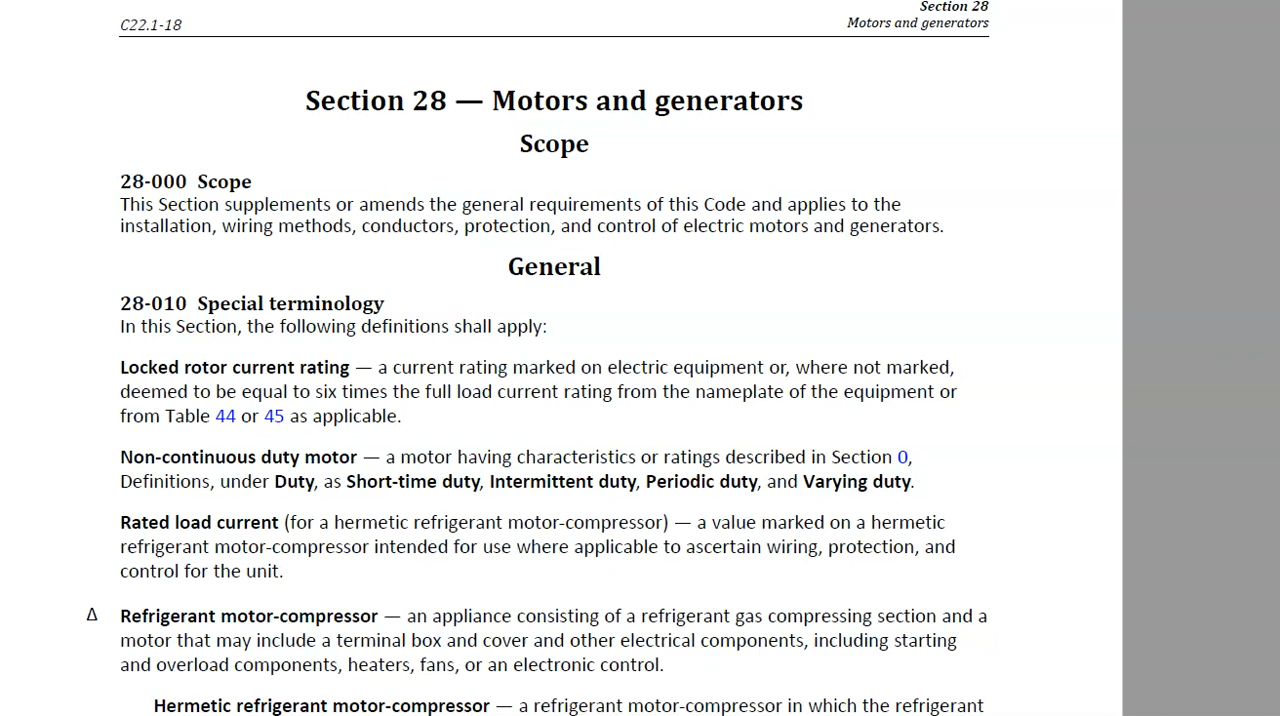 Section 28
C22.1-18
Motors and generators
Section 28 — Motors and generators
Scope
28-000 Scope
This Section supplements or amends the general requirements of this Code and applies to the
installation, wiring methods, conductors, protection, and control of electric motors and generators.
General
28-010 Special terminology
In this Section, the following definitions shall apply:
Locked rotor current rating — a current rating marked on electric equipment or, where not marked,
deemed to be equal to six times the full load current rating from the nameplate of the equipment or
from Table 44 or 45 as applicable.
Non-continuous duty motor — a motor having characteristics or ratings described in Section 0,
Definitions, under Duty, as Short-time duty, Intermittent duty, Periodic duty, and Varying duty.
Rated load current (for a hermetic refrigerant motor-compressor) — a value marked on a hermetic
refrigerant motor-compressor intended for use where applicable to ascertain wiring, protection, and
control for the unit.
Δ Refrigerant motor-compressor — an appliance consisting of a refrigerant gas compressing section and a
motor that may include a terminal box and cover and other electrical components, including starting
and overload components, heaters, fans, or an electronic control.
Hermetic refrigerant motor-compressor — a refrigerant motor-compressor in which the refrigerant